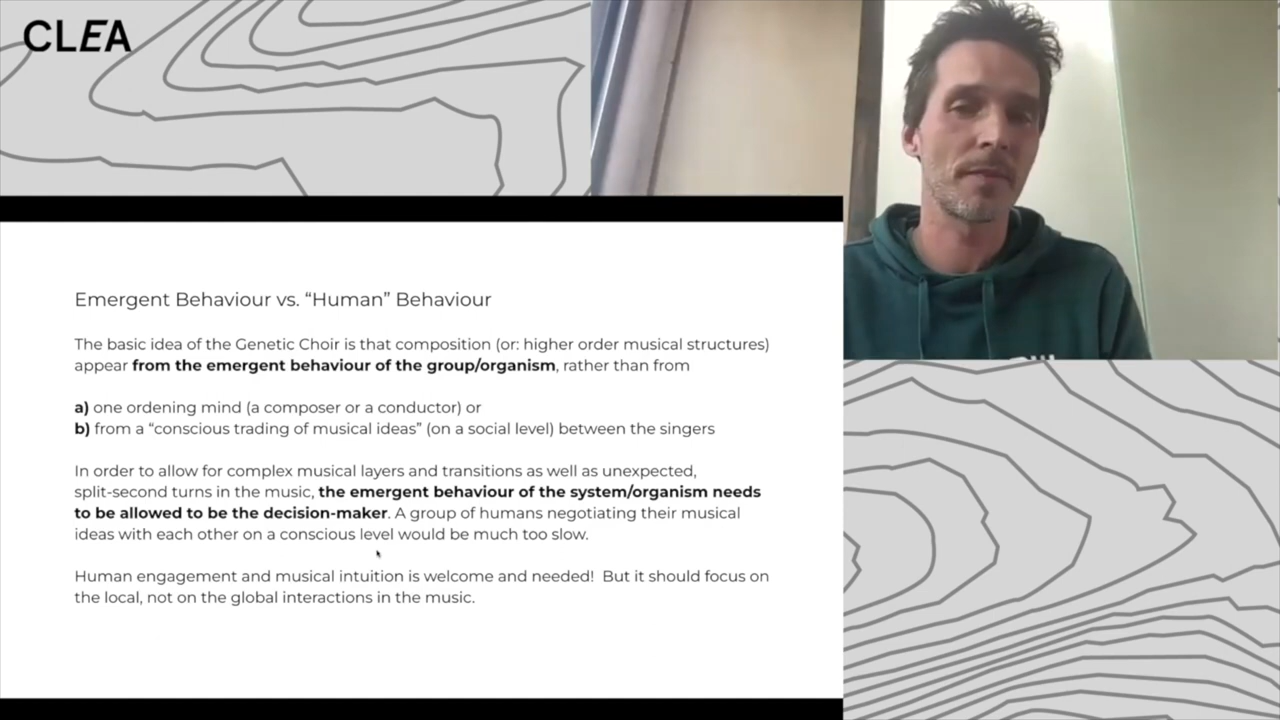 CLEA
Emergent Behaviour vs. “Human” Behaviour
The basic idea of the Genetic Choir is that composition (or: higher order musical structures)
appear from the emergent behaviour of the group/organism, rather than from
a) one ordering mind (a composer or a conductor) or
b) from a “conscious trading of musical ideas” (on a social level) between the singers
In order to allow for complex musical layers and transitions as well as unexpected,
split-second turns in the music, the emergent behaviour of the system/organism needs
to be allowed to be the decision-maker. A group of humans negotiating their musical
ideas with each other on a conscious level would be much too slow.
Human engagement and musical intuition is welcome and needed!  But it should focus on
the local, not on the global interactions in the music.